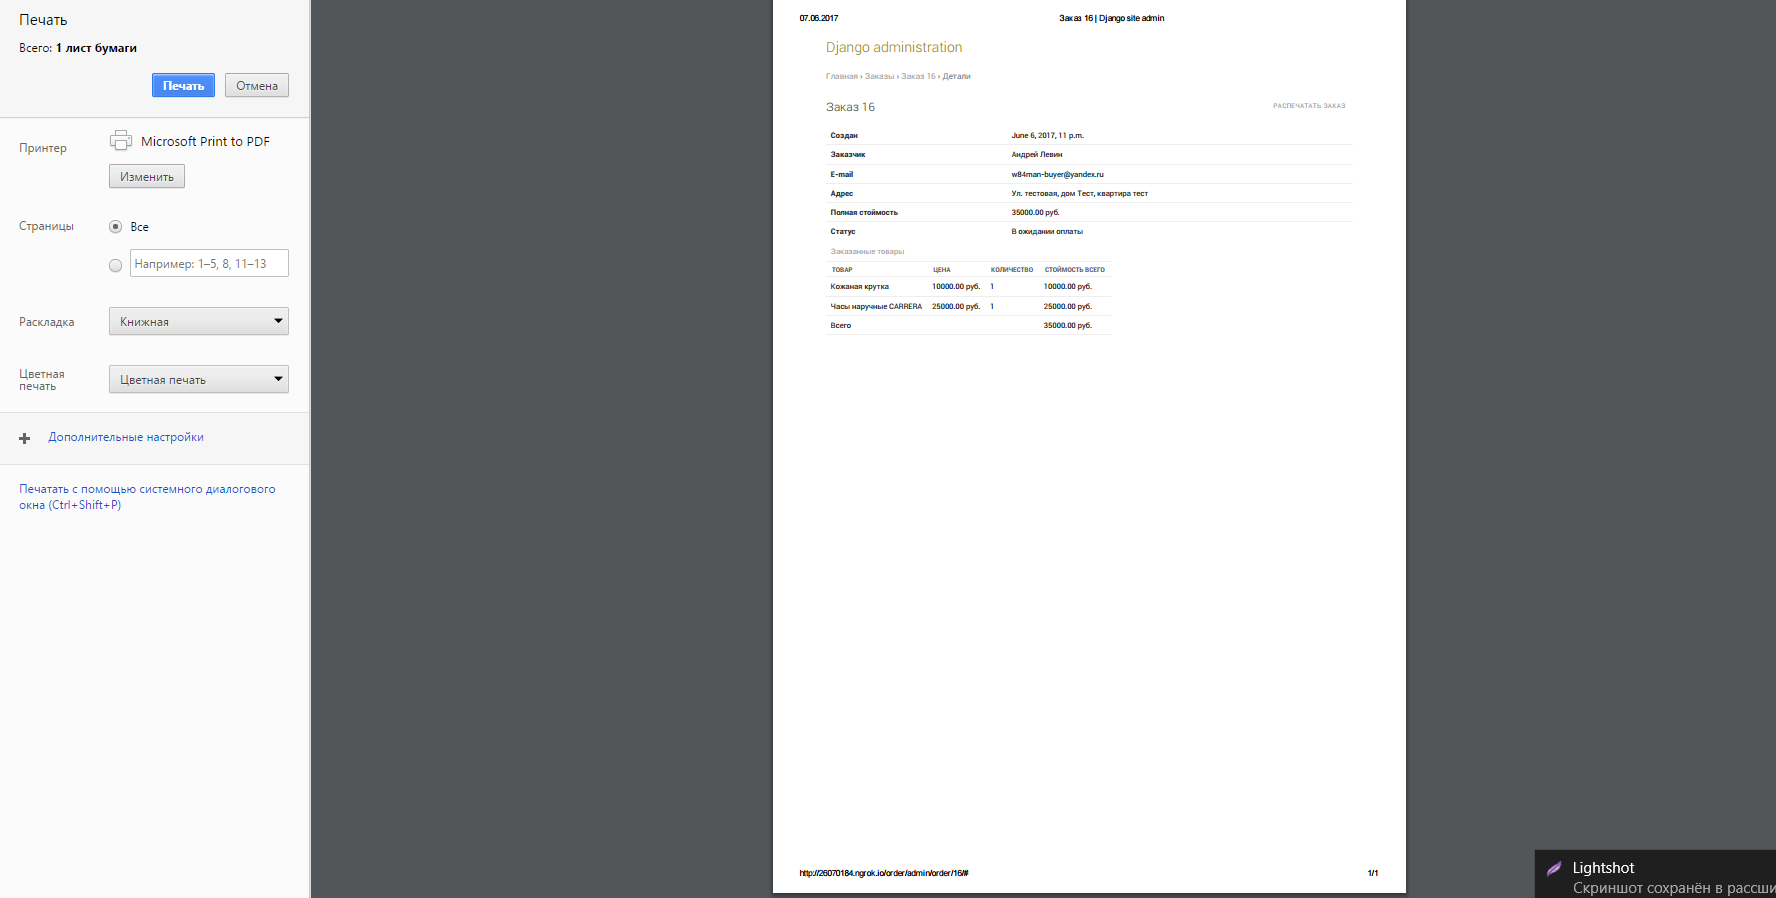 Печать
Всего: 1 лист бумаги
Печать Отмена
Принтер Microsoft Print to PDF
Изменить
Страницы Все
Например: 1–5, 8, 11–13
Раскладка Книжная
Цветная печать Цветная печать
Дополнительные настройки
Печатать с помощью системного диалогового
окна (Ctrl+Shift+P)
07.06.2017 Заказ 16 | Django site admin
Django administration
Главная › Заказы › Заказ 16 › Детали
Заказ 16 РАСПЕЧАТАТЬ ЗАКАЗ
Создан June 6, 2017, 11 p.m.
Заказчик Андрей Левин
E-mail w84man-buyer@yandex.ru
Адрес Ул. тестовая, дом Тест, квартира тест
Полная стоимость 35000.00 руб.
Статус В ожидании оплаты
Заказанные товары
ТОВАР ЦЕНА КОЛИЧЕСТВО СТОИМОСТЬ ВСЕГО
Кожаная крутка 10000.00 руб. 1 10000.00 руб.
Часы наручные CARRERA 25000.00 руб. 1 25000.00 руб.
Всего 35000.00 руб.
http://26070184.ngrok.io/order/admin/order/16/# 1/1
Lightshot
Скриншот сохранён в рассши